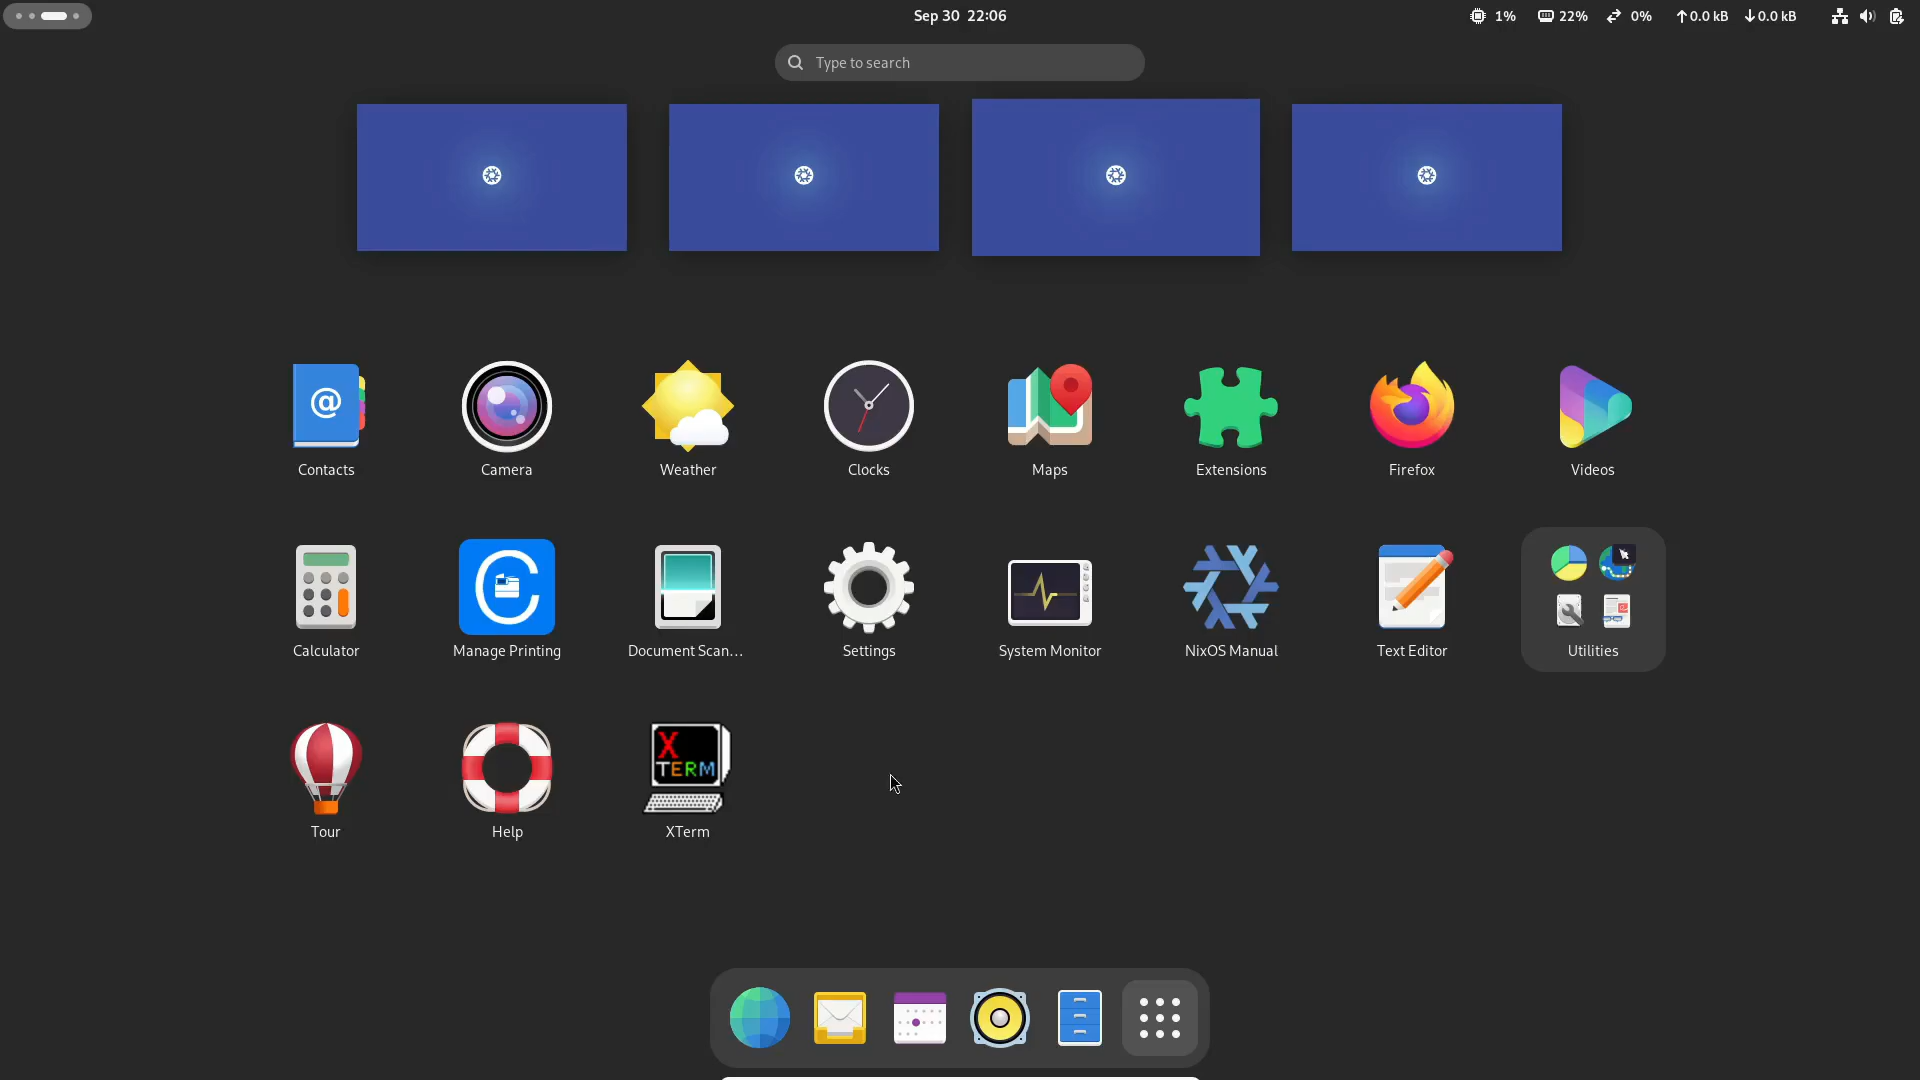 Sep 30 22:06
1%
22%
0%
0.0 kB
0.0 kB
Type to search
Contacts
Camera
Weather
Clocks
Maps
Extensions
Firefox
Videos
Calculator
Manage Printing
Document Scan…
Settings
System Monitor
NixOS Manual
Text Editor
Utilities
X
TERM
Tour
Help
XTerm